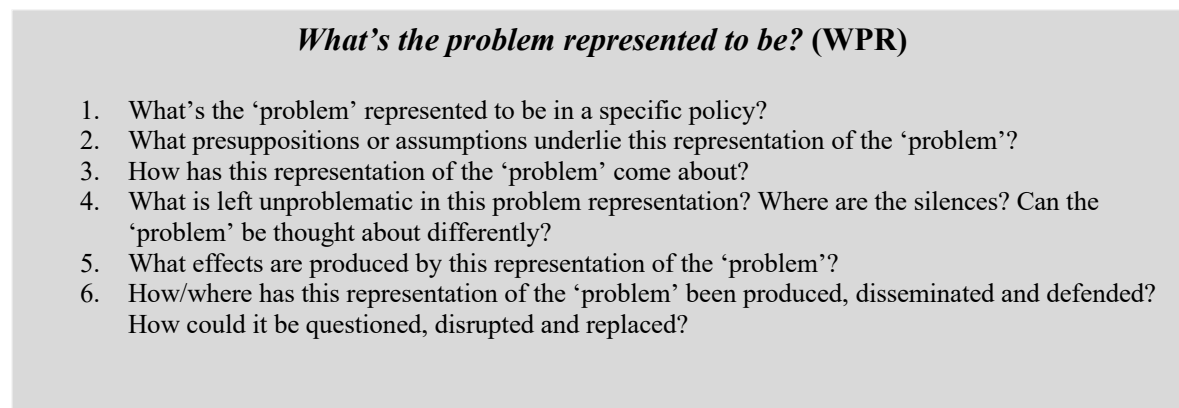 What’s the problem represented to be? (WPR)
1. What’s the ‘problem’ represented to be in a specific policy?
2. What presuppositions or assumptions underlie this representation of the ‘problem’?
3. How has this representation of the ‘problem’ come about?
4. What is left unproblematic in this problem representation? Where are the silences? Can the
‘problem’ be thought about differently?
5. What effects are produced by this representation of the ‘problem’?
6. How/where has this representation of the ‘problem’ been produced, disseminated and defended?
How could it be questioned, disrupted and replaced?